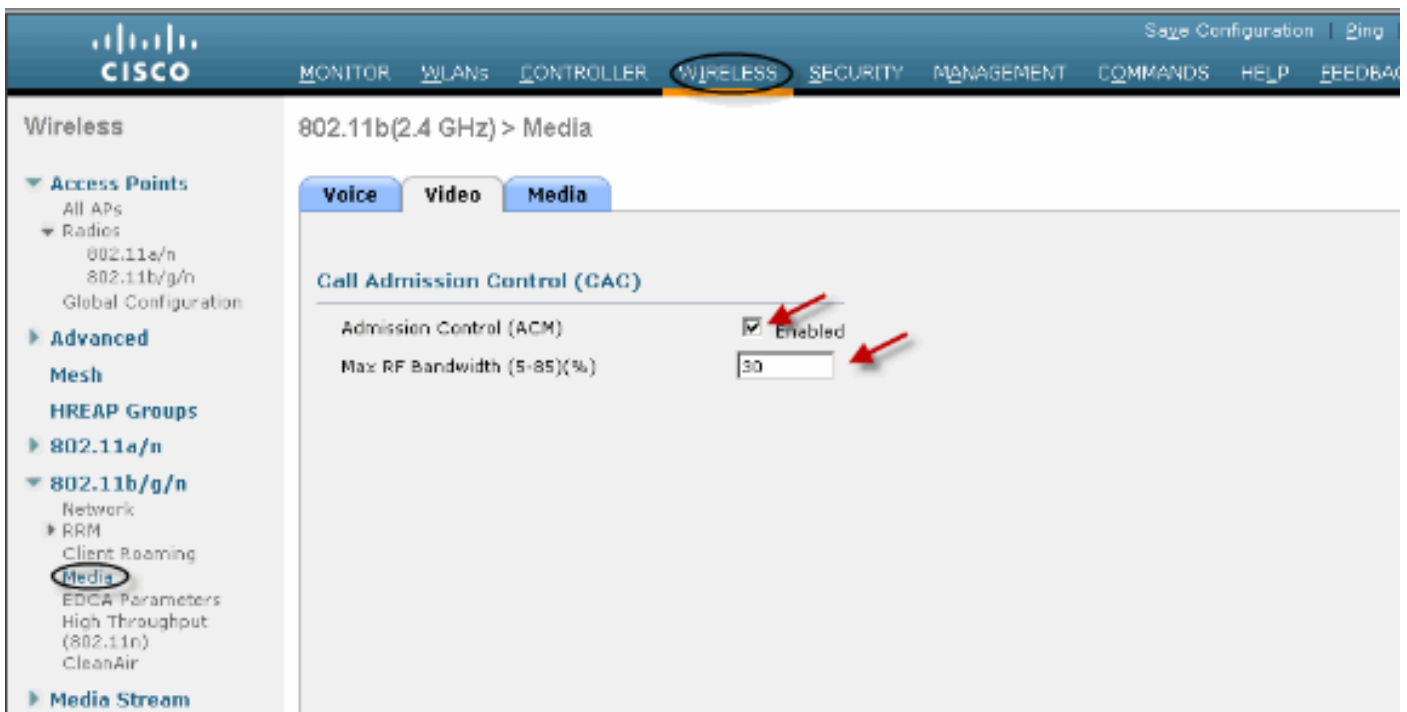 Save Configuration | Ping |
CISCO
MONITOR WLANs CONTROLLER WIRELESS SECURITY MANAGEMENT COMMANDS HELP FEEDBAC
Wireless
Access Points
All APs
Radios
802.11a/n
802.11b/g/n
Global Configuration
Advanced
Mesh
HREAP Groups
802.11a/n
802.11b/g/n
Network
RRM
Client Roaming
Media
EDCA Parameters
High Throughput
(802.11n)
CleanAir
Media Stream
802.11b(2.4 GHz) > Media
Voice Video Media
Call Admission Control (CAC)
Admission Control (ACM) Enabled
Max RF Bandwidth (5-85)(%) 30